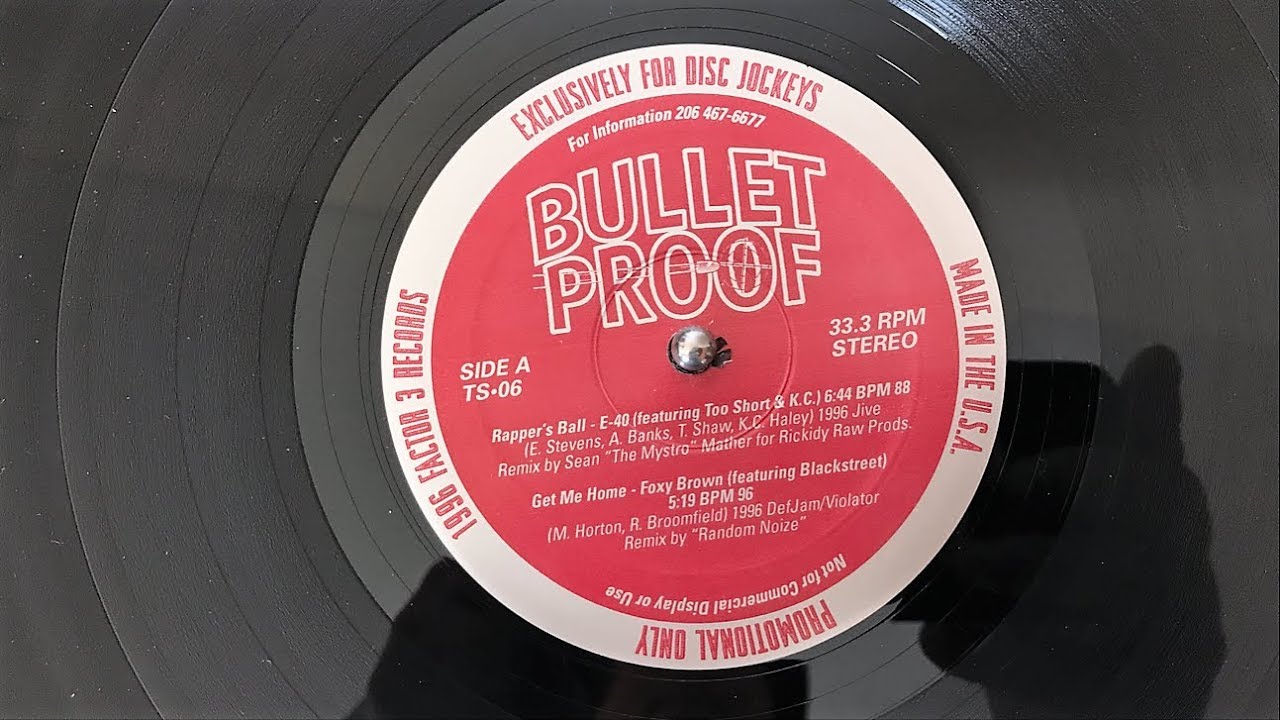 EXCLUSIVELY FOR DISC JOCKEYS
For Information 206 467-6677
BULLET
PROOF
1996 FACTOR 3 RECORDS
MADE IN THE U.S.A.
SIDE A
TS•06
33.3 RPM
STEREO
Rapper's Ball - E-40 (featuring Too Short & K.C.) 6:44 BPM 88
(E. Stevens, A. Banks, T. Shaw, K.C. Haley) 1996 Jive
Remix by Sean "The Mystro" Mather for Rickidy Raw Prods.
Get Me Home - Foxy Brown (featuring Blackstreet)
5:19 BPM 96
(M. Horton, R. Broomfield) 1996 DefJam/Violator
Remix by "Random Noize"
Not for Commercial Display or Use
PROMOTIONAL ONLY